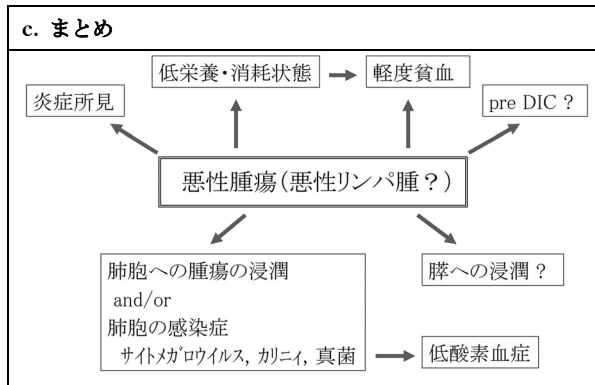 c. まとめ
低栄養・消耗状態
軽度貧血
炎症所見
pre DIC ?
悪性腫瘍(悪性リンパ腫？)
肺胞への腫瘍の浸潤
and/or
肺胞の感染症
サイトメガロウイルス, カリニィ, 真菌
膵への浸潤？
低酸素血症